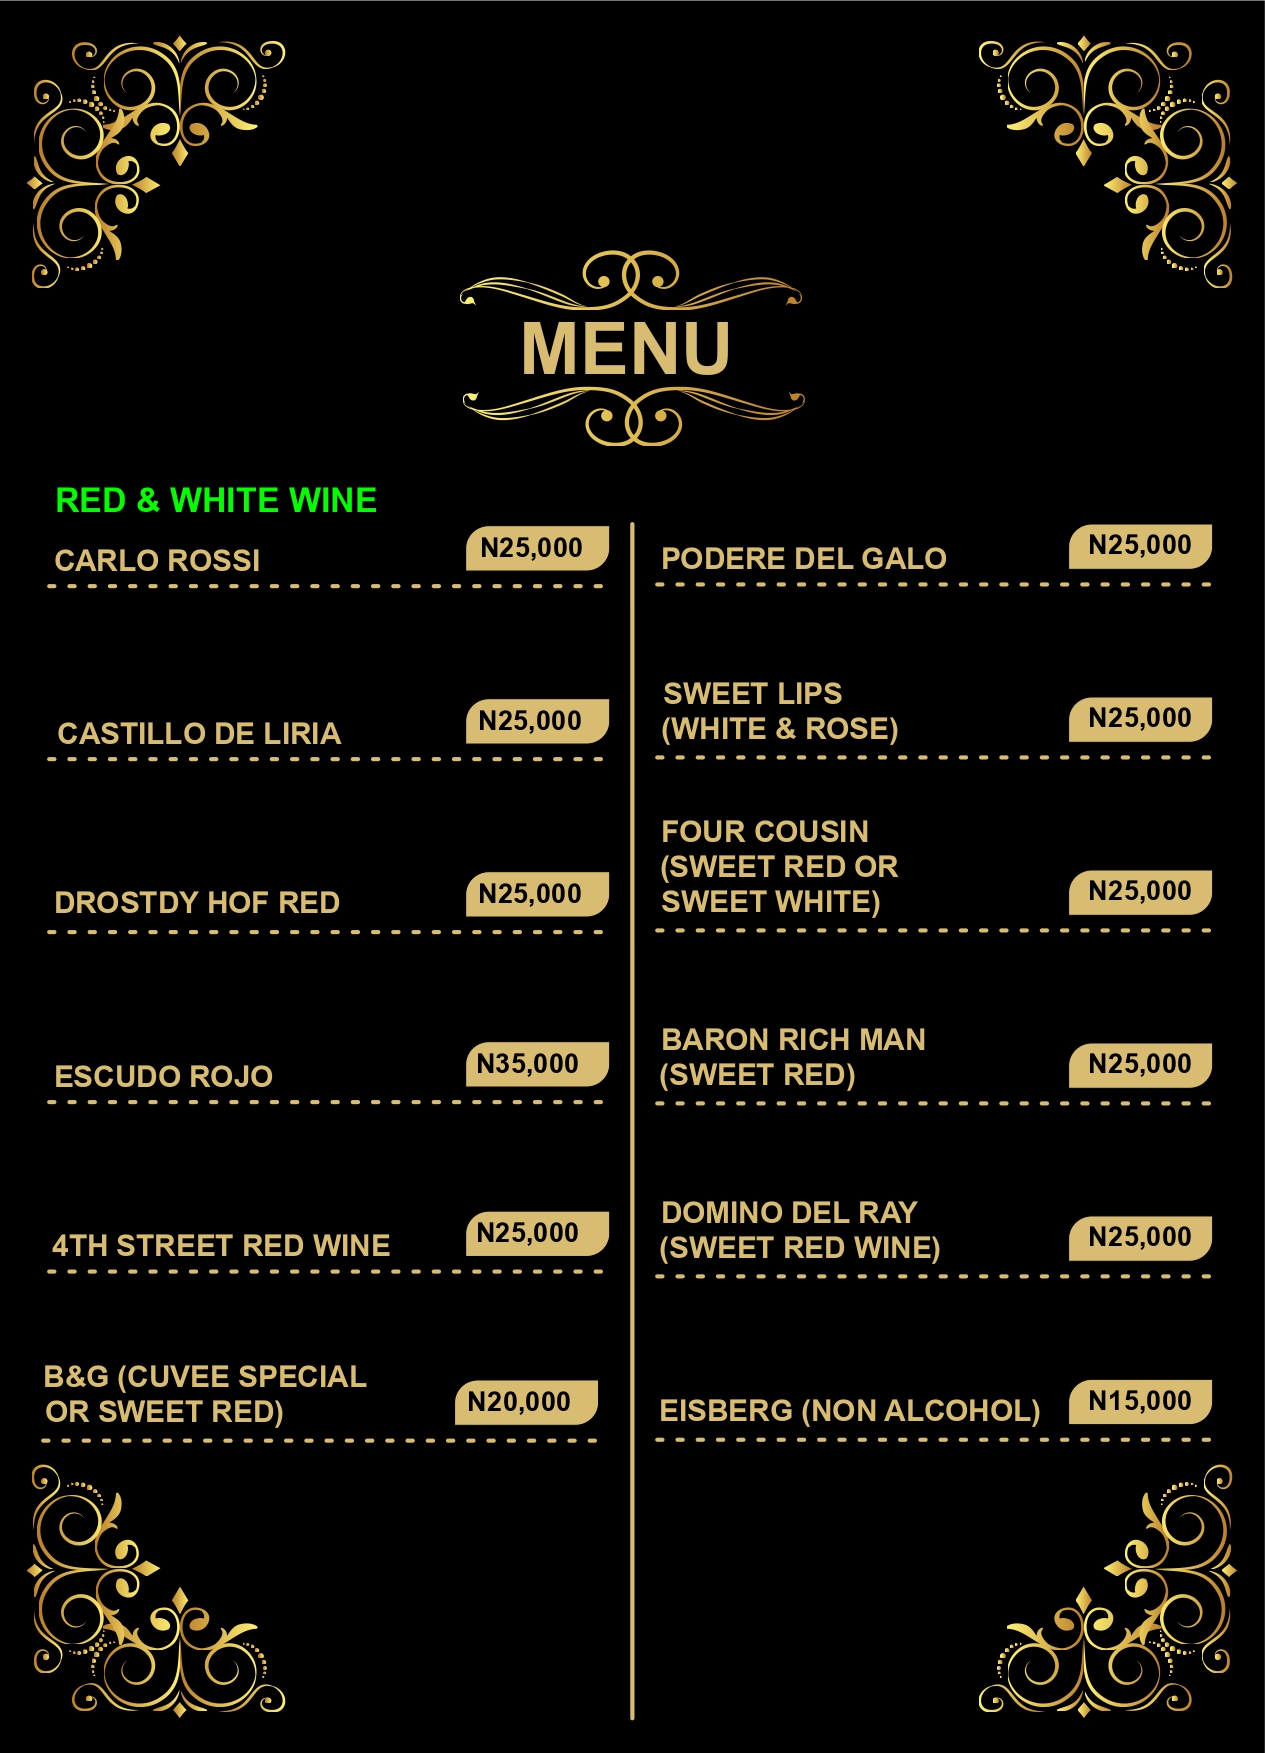 MENU
RED & WHITE WINE
CARLO ROSSI N25,000
CASTILLO DE LIRIA N25,000
DROSTDY HOF RED N25,000
ESCUDO ROJO N35,000
4TH STREET RED WINE N25,000
B&G (CUVEE SPECIAL
OR SWEET RED) N20,000
PODERE DEL GALO N25,000
SWEET LIPS
(WHITE & ROSE) N25,000
FOUR COUSIN
(SWEET RED OR
SWEET WHITE) N25,000
BARON RICH MAN
(SWEET RED) N25,000
DOMINO DEL RAY
(SWEET RED WINE) N25,000
EISBERG (NON ALCOHOL) N15,000